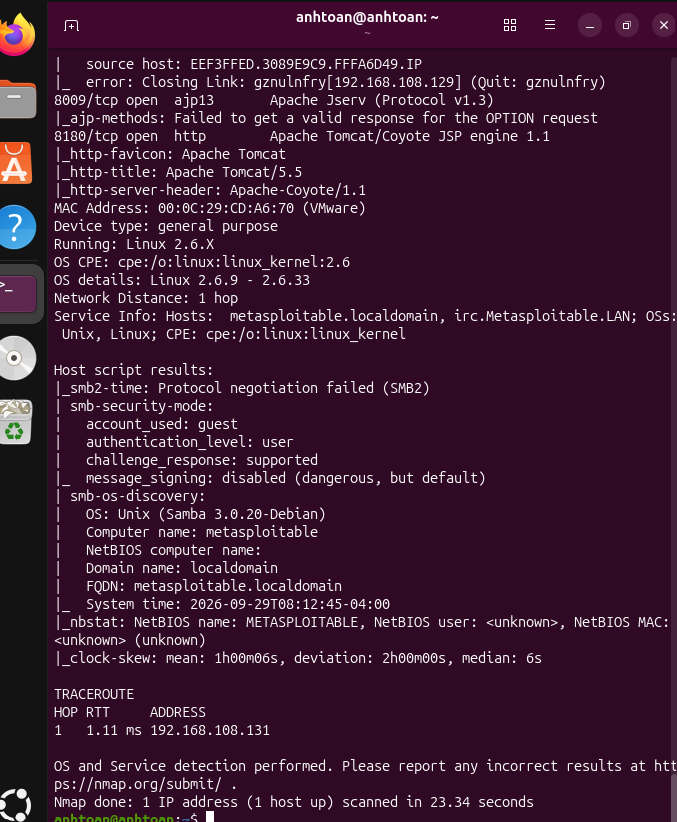 anhtoan@anhtoan: ~
~
|   source host: EEF3FFED.3089E9C9.FFFA6D49.IP
|_  error: Closing Link: gznulnfry[192.168.108.129] (Quit: gznulnfry)
8009/tcp open  ajp13       Apache Jserv (Protocol v1.3)
|_ajp-methods: Failed to get a valid response for the OPTION request
8180/tcp open  http        Apache Tomcat/Coyote JSP engine 1.1
|_http-favicon: Apache Tomcat
|_http-title: Apache Tomcat/5.5
|_http-server-header: Apache-Coyote/1.1
MAC Address: 00:0C:29:CD:A6:70 (VMware)
Device type: general purpose
Running: Linux 2.6.X
OS CPE: cpe:/o:linux:linux_kernel:2.6
OS details: Linux 2.6.9 - 2.6.33
Network Distance: 1 hop
Service Info: Hosts:  metasploitable.localdomain, irc.Metasploitable.LAN; OSs:
 Unix, Linux; CPE: cpe:/o:linux:linux_kernel

Host script results:
|_smb2-time: Protocol negotiation failed (SMB2)
| smb-security-mode:
|   account_used: guest
|   authentication_level: user
|   challenge_response: supported
|_  message_signing: disabled (dangerous, but default)
| smb-os-discovery:
|   OS: Unix (Samba 3.0.20-Debian)
|   Computer name: metasploitable
|   NetBIOS computer name:
|   Domain name: localdomain
|   FQDN: metasploitable.localdomain
|_  System time: 2026-09-29T08:12:45-04:00
|_nbstat: NetBIOS name: METASPLOITABLE, NetBIOS user: <unknown>, NetBIOS MAC:
<unknown> (unknown)
|_clock-skew: mean: 1h00m06s, deviation: 2h00m00s, median: 6s

TRACEROUTE
HOP RTT     ADDRESS
1   1.11 ms 192.168.108.131

OS and Service detection performed. Please report any incorrect results at htt
ps://nmap.org/submit/ .
Nmap done: 1 IP address (1 host up) scanned in 23.34 seconds
anhtoan@anhtoan:~$